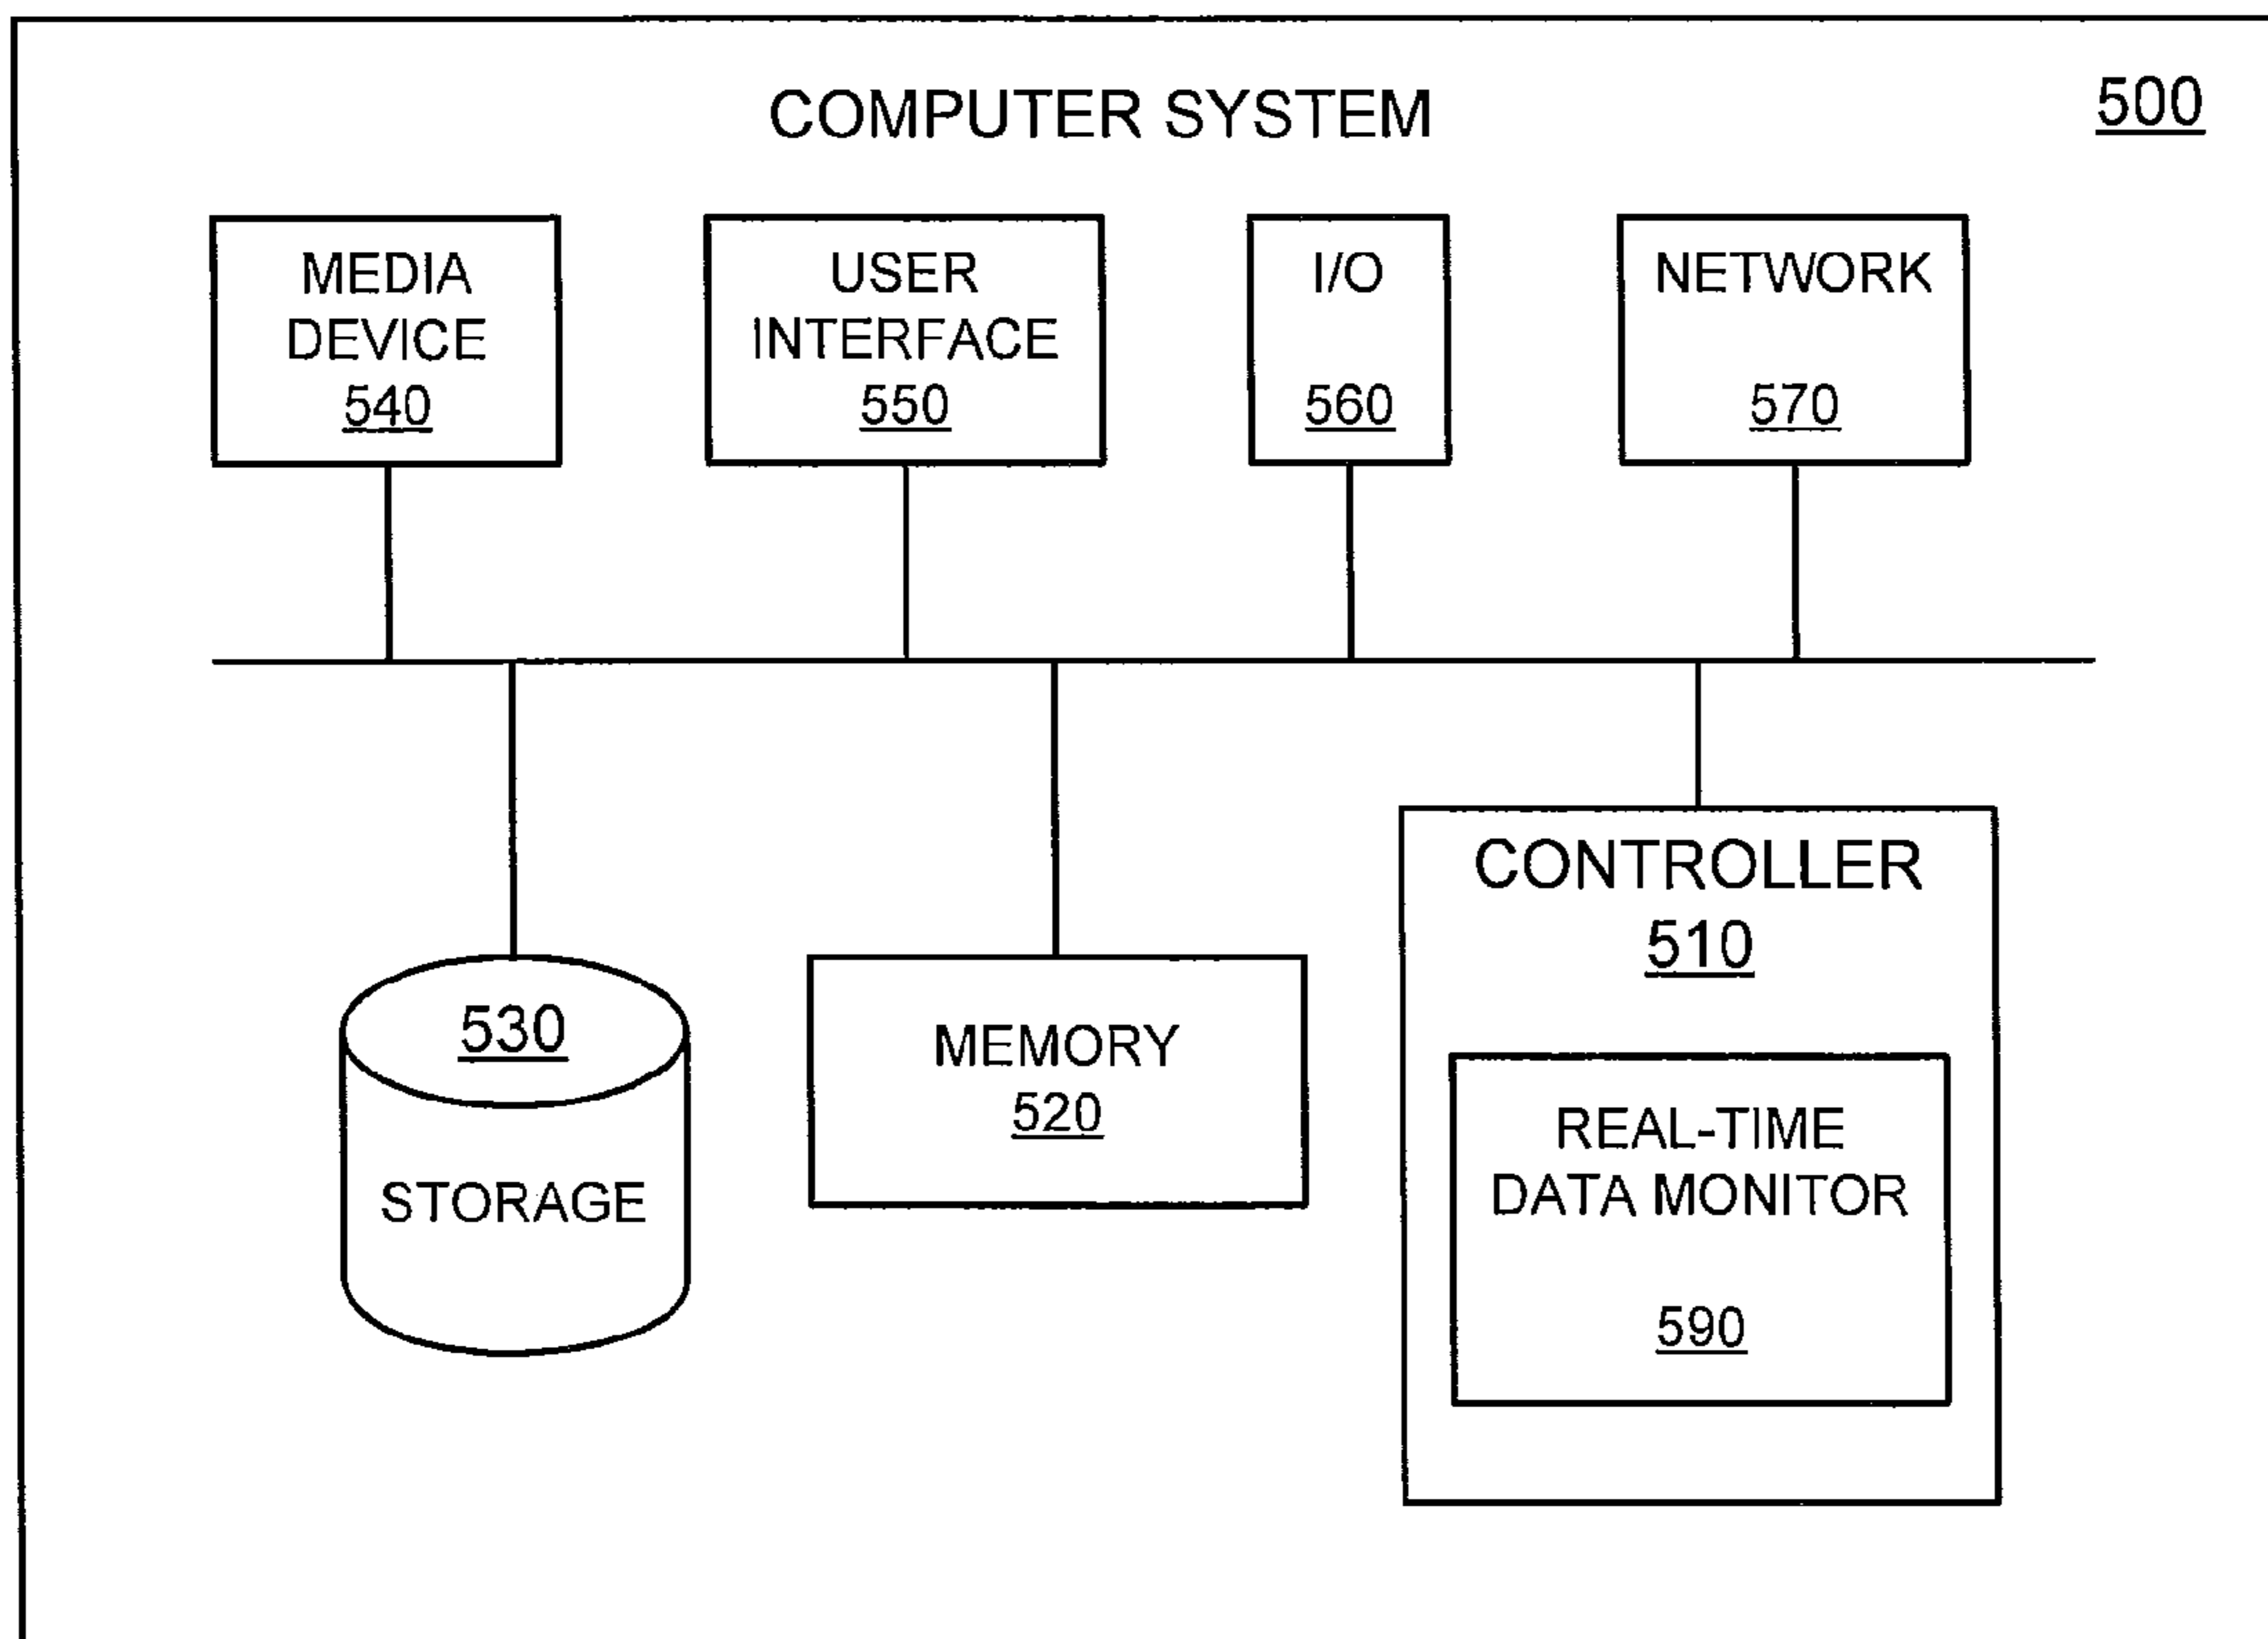 COMPUTER SYSTEM
500
MEDIA
DEVICE
540
USER
INTERFACE
550
I/O
560
NETWORK
570
530
STORAGE
MEMORY
520
CONTROLLER
510
REAL-TIME
DATA MONITOR
590